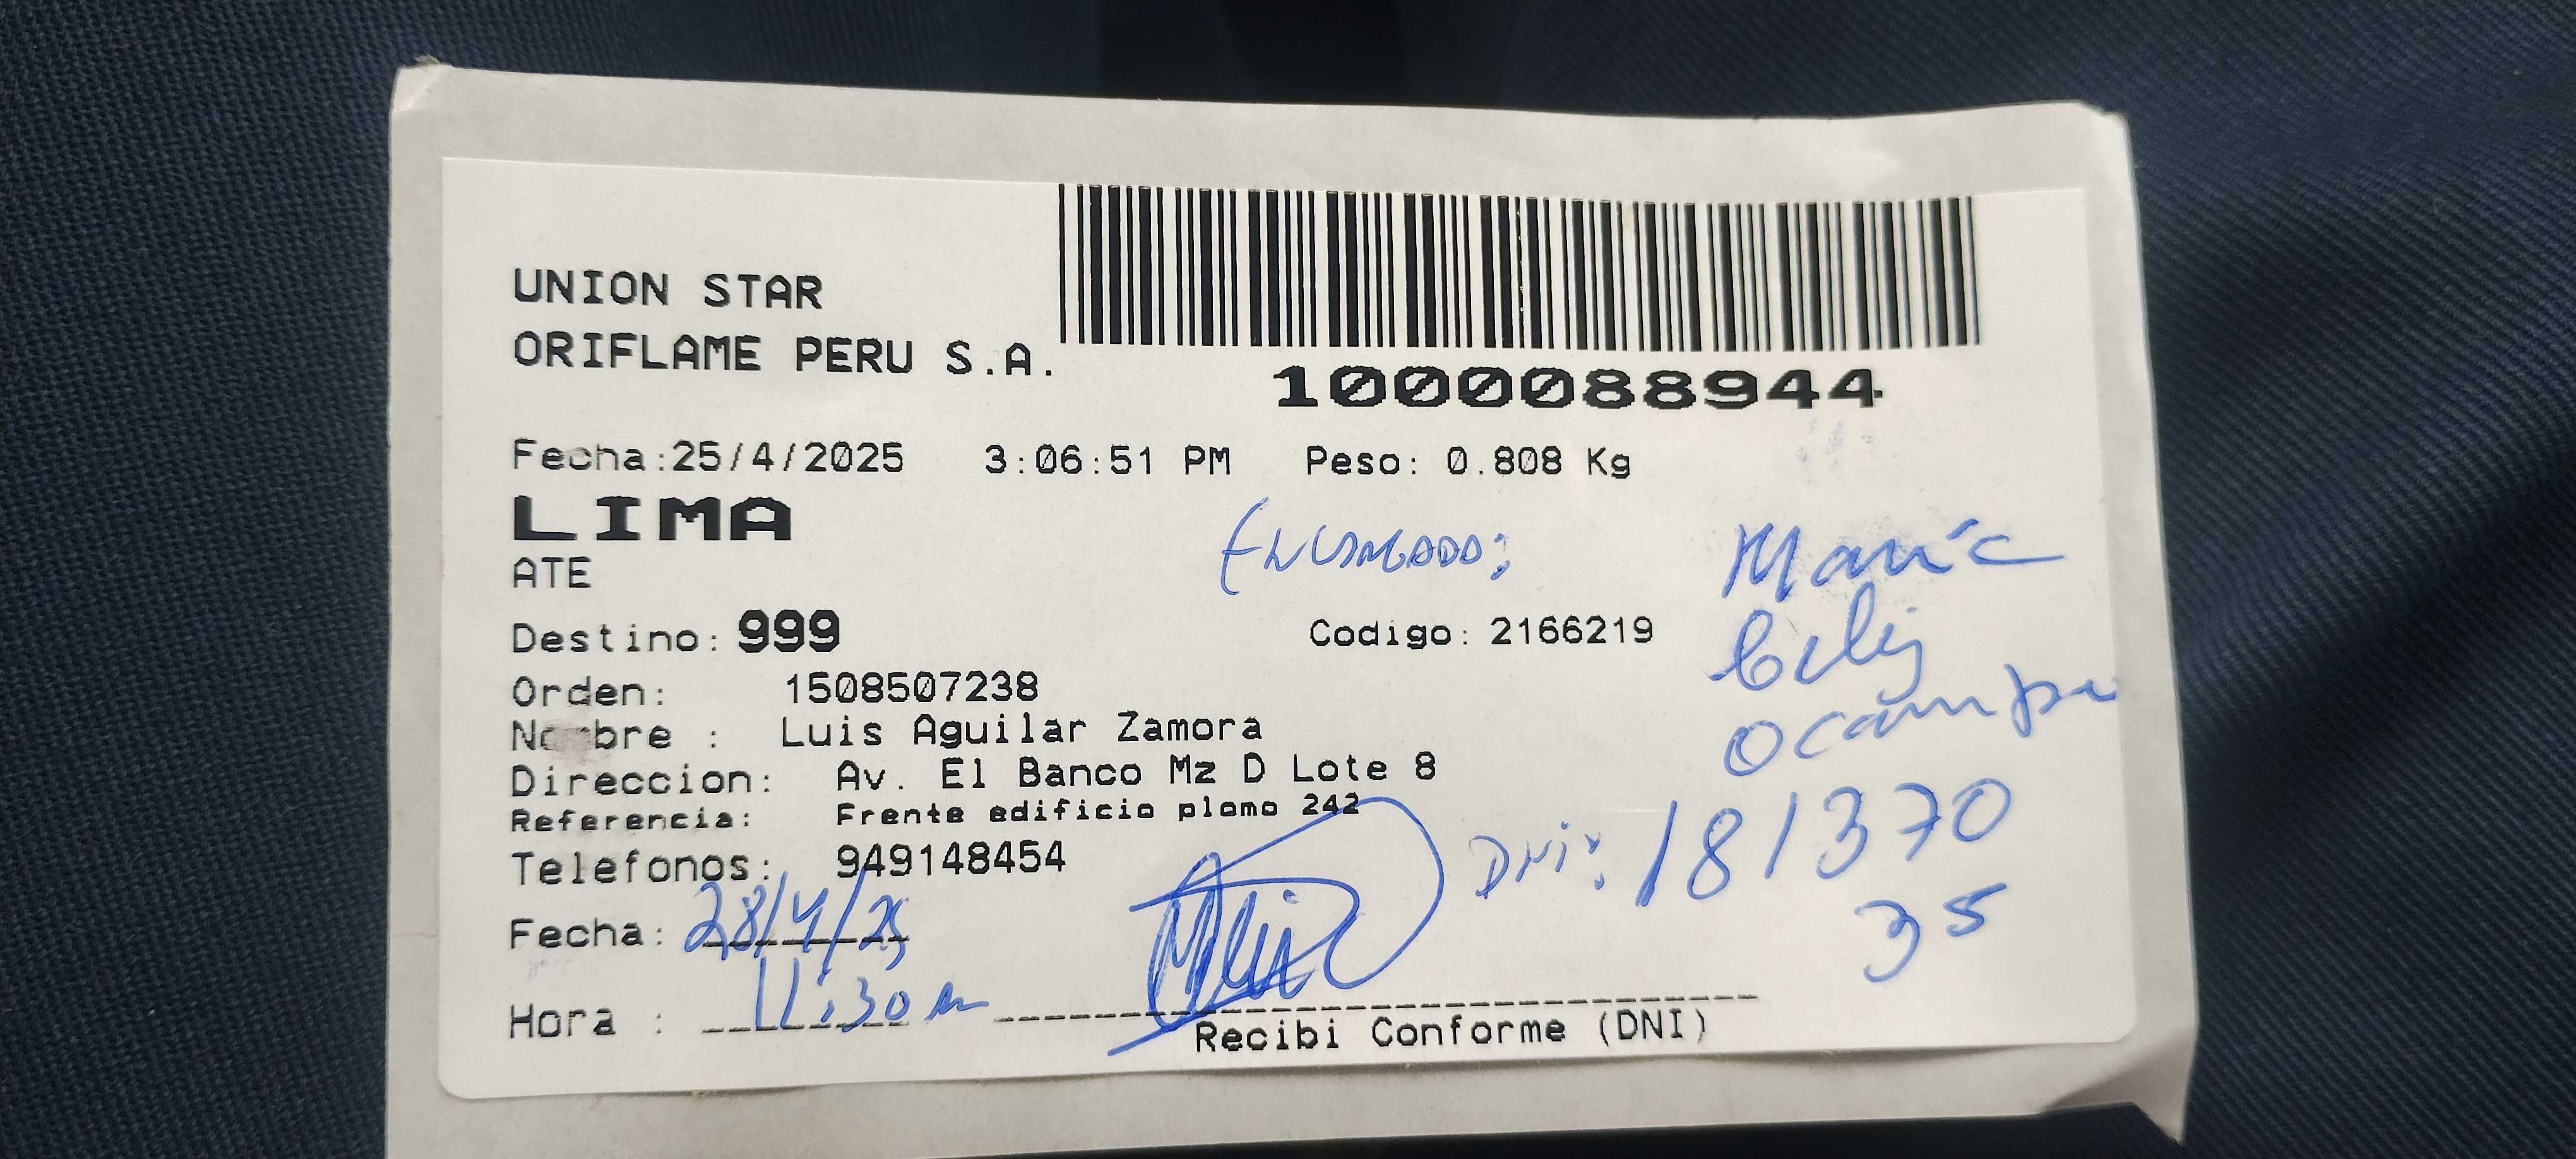 UNION STAR
ORIFLAME PERU S.A.
1000088944
Fecha:25/4/2025 3:06:51 PM Peso: 0.808 Kg
LIMA
ATE
ENCARGADO:
María
Celis
Ocampo
Destino: 999 Codigo: 2166219
Orden: 1508507238
Nombre : Luis Aguilar Zamora
Direccion: Av. El Banco Mz D Lote 8
Referencia: Frente edificio plomo 242
Telefonos: 949148454
DNI: 181370
35
Fecha: 28/4/25
Hora : 11:30
Recibi Conforme (DNI)